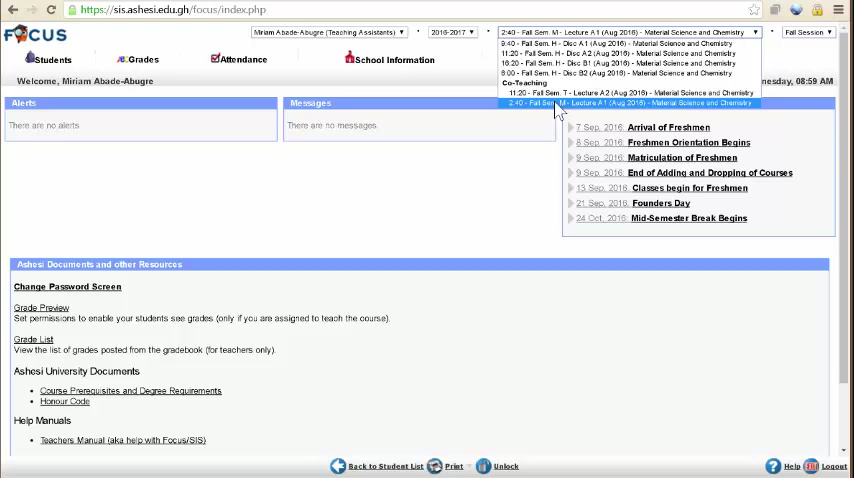 https://sis.ashesi.edu.gh/focus/index.php
FOCUS
Miriam Abade-Abugre (Teaching Assistants)
2016-2017
2:40 - Fall Sem. M - Lecture A1 (Aug 2016) - Material Science and Chemistry
Fall Session
9:40 - Fall Sem. H - Disc A1 (Aug 2016) - Material Science and Chemistry
11:20 - Fall Sem. H - Disc A2 (Aug 2016) - Material Science and Chemistry
16:20 - Fall Sem. H - Disc B1 (Aug 2016) - Material Science and Chemistry
6:00 - Fall Sem. H - Disc B2 (Aug 2016) - Material Science and Chemistry
Co-Teaching
11:20 - Fall Sem. T - Lecture A2 (Aug 2016) - Material Science and Chemistry
2:40 - Fall Sem. M - Lecture A1 (Aug 2016) - Material Science and Chemistry
Students
eGrades
Attendance
School Information
Welcome, Miriam Abade-Abugre
08:59 AM
Alerts
Messages
There are no alerts.
There are no messages.
7 Sep, 2016: Arrival of Freshmen
8 Sep, 2016: Freshmen Orientation Begins
9 Sep, 2016: Matriculation of Freshmen
9 Sep, 2016: End of Adding and Dropping of Courses
13 Sep, 2016: Classes begin for Freshmen
21 Sep, 2016: Founders Day
24 Oct, 2016: Mid-Semester Break Begins
Ashesi Documents and other Resources
Change Password Screen
Grade Preview
Set permissions to enable your students see grades (only if you are assigned to teach the course).
Grade List
View the list of grades posted from the gradebook (for teachers only).
Ashesi University Documents
Course Prerequisites and Degree Requirements
Honour Code
Help Manuals
Teachers Manual (aka help with Focus/SIS)
Back to Student List
Print
Unlock
Help
Logout